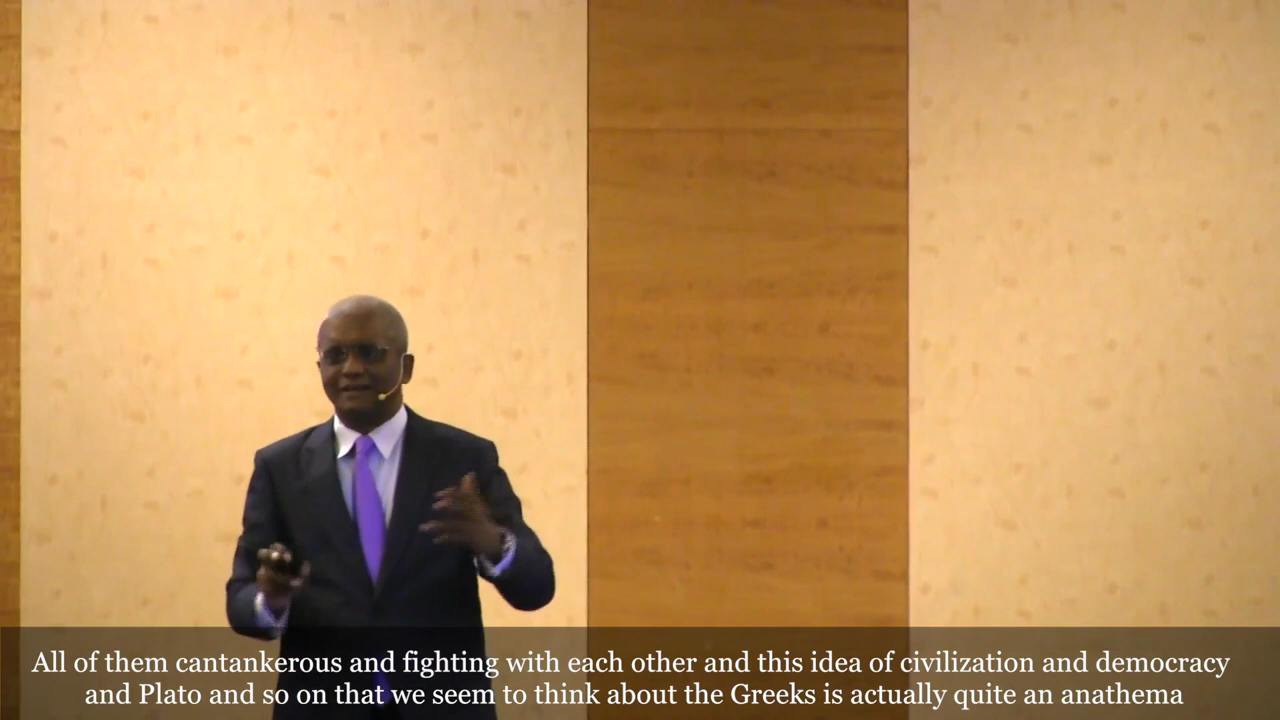 All of them cantankerous and fighting with each other and this idea of civilization and democracy
and Plato and so on that we seem to think about the Greeks is actually quite an anathema